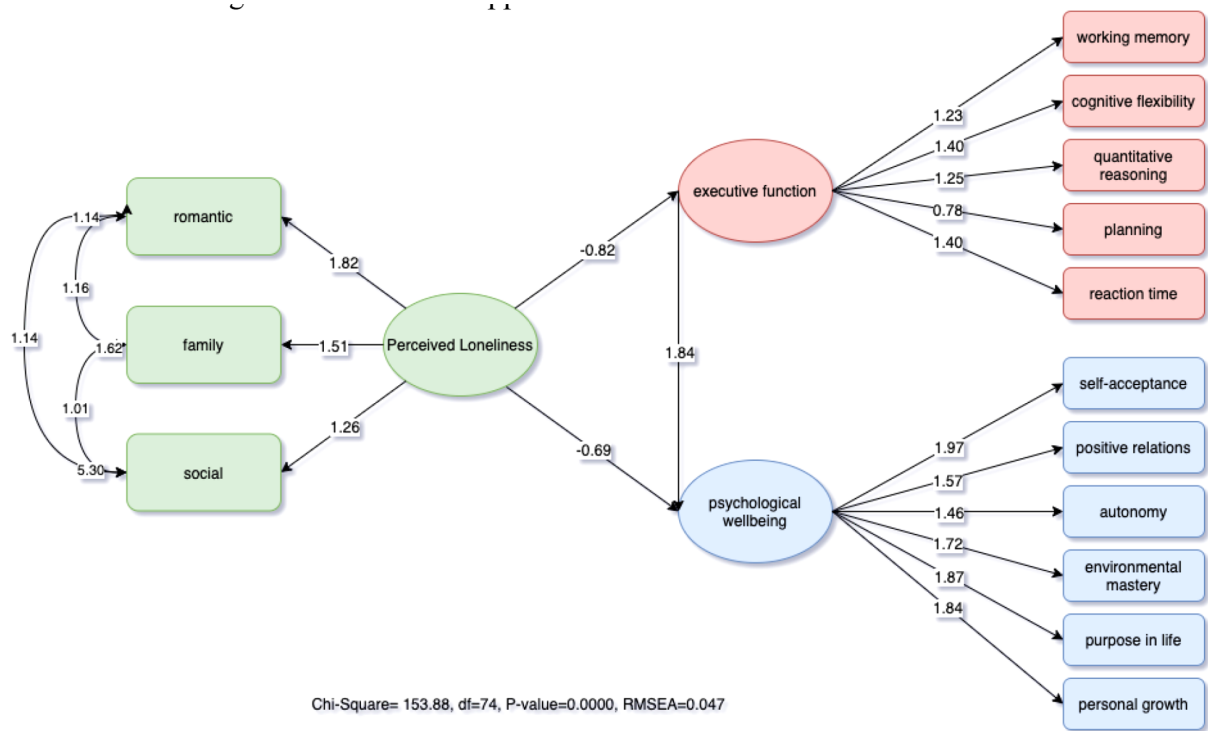 working memory
cognitive flexibility
quantitative
reasoning
planning
reaction time
1.23
1.40
1.25
0.78
1.40
executive function
romantic
family
social
1.14
1.16
1.14
1.62
1.01
5.30
1.82
1.51
1.26
Perceived Loneliness
-0.82
1.84
-0.69
psychological
wellbeing
1.97
1.57
1.46
1.72
1.87
1.84
self-acceptance
positive relations
autonomy
environmental
mastery
purpose in life
personal growth
Chi-Square= 153.88, df=74, P-value=0.0000, RMSEA=0.047